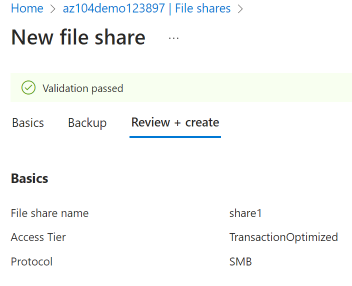 Home > az104demo123897 | File shares >
New file share ...
Validation passed
Basics Backup Review + create
Basics
File share name share1
Access Tier TransactionOptimized
Protocol SMB